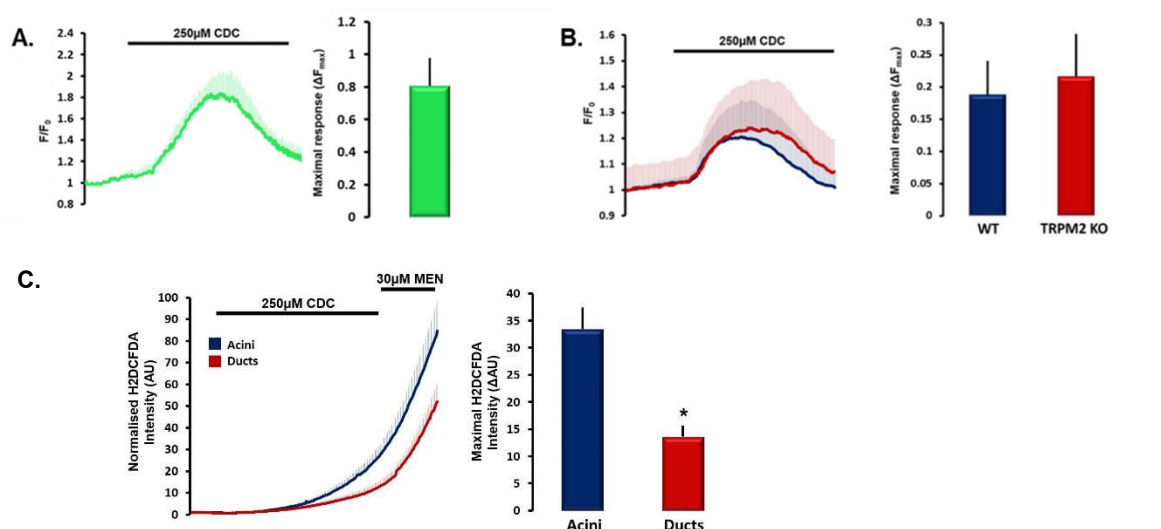 A.
250µM CDC
F/F0
2.4
2.2
2
1.8
1.6
1.4
1.2
1
0.8
Maximal response (ΔFmax)
1.2
1
0.8
0.6
0.4
0.2
0
B.
250µM CDC
F/F0
1.6
1.5
1.4
1.3
1.2
1.1
1
0.9
Maximal response (ΔFmax)
0.3
0.25
0.2
0.15
0.1
0.05
0
WT TRPM2 KO
C.
30µM MEN
250µM CDC
Normalised H2DCFDA
Intensity (AU)
100
90
80
70
60
50
40
30
20
10
0
Acini
Ducts
Maximal H2DCFDA
Intensity (ΔAU)
40
35
30
25
20
15
10
5
0
*
Acini Ducts